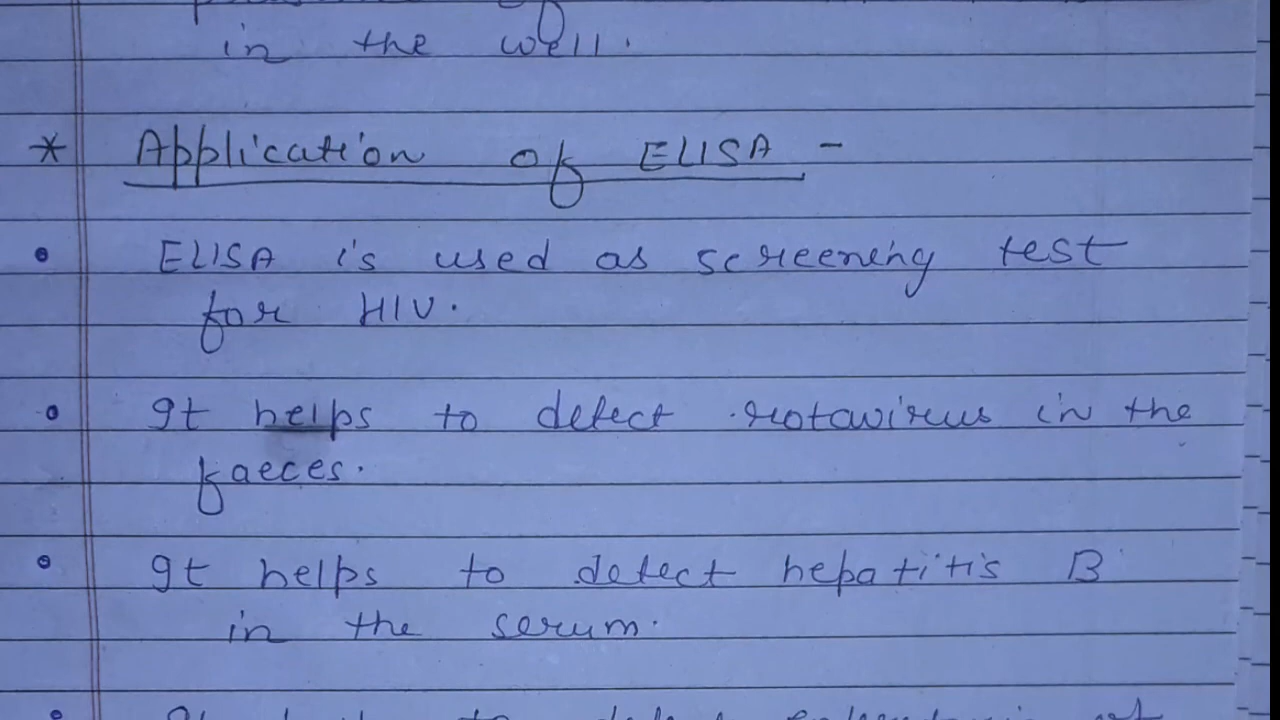 in the well.
* Application of ELISA -
• ELISA is used as screening test
for HIV.
• It helps to detect rotavirus in the
faeces.
• It helps to detect hepatitis B
in the serum.